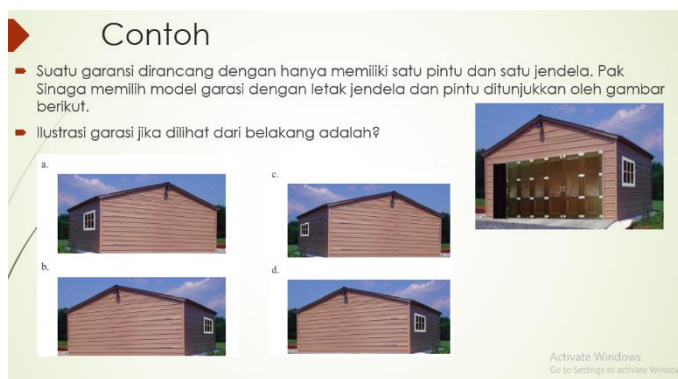 Contoh
Suatu garansi dirancang dengan hanya memiliki satu pintu dan satu jendela. Pak
Sinaga memilih model garasi dengan letak jendela dan pintu ditunjukkan oleh gambar
berikut.
Ilustrasi garasi jika dilihat dari belakang adalah?
a.
c.
b.
d.
Activate Windows
Go to Settings to activate Windows